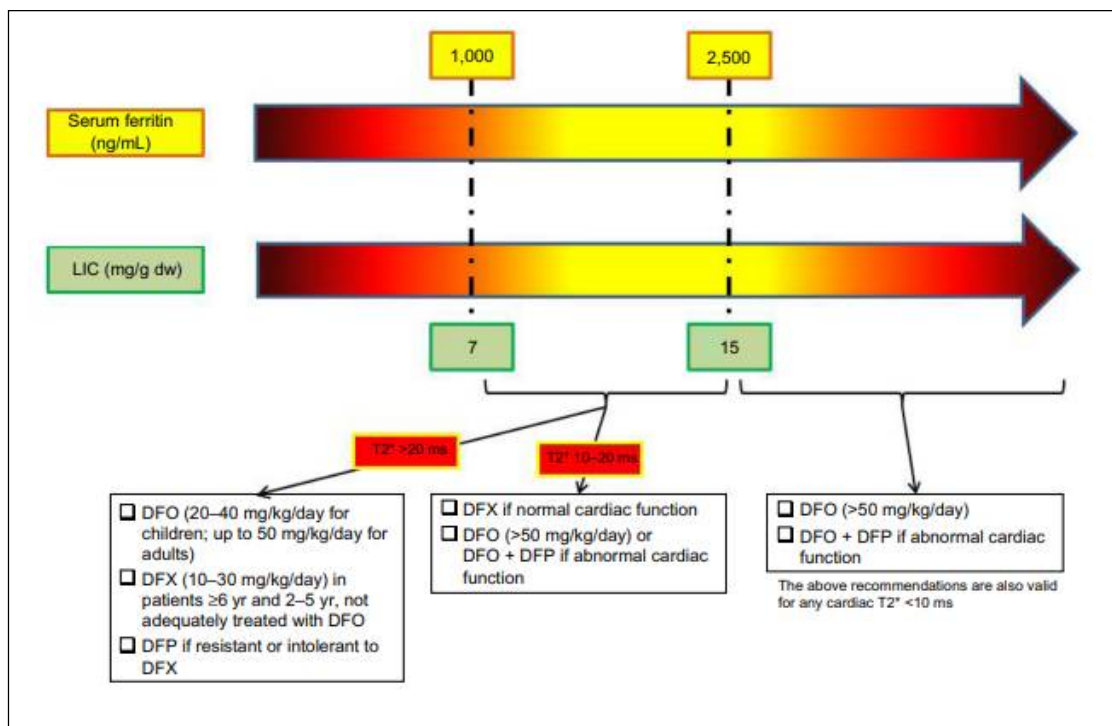 1,000
2,500
Serum ferritin
(ng/mL)
LIC (mg/g dw)
7
15
T2* >20 ms
T2* 10–20 ms
DFO (20–40 mg/kg/day for
children; up to 50 mg/kg/day for
adults)
DFX (10–30 mg/kg/day) in
patients ≥6 yr and 2–5 yr, not
adequately treated with DFO
DFP if resistant or intolerant to
DFX
DFX if normal cardiac function
DFO (>50 mg/kg/day) or
DFO + DFP if abnormal cardiac
function
DFO (>50 mg/kg/day)
DFO + DFP if abnormal cardiac
function
The above recommendations are also valid
for any cardiac T2* <10 ms